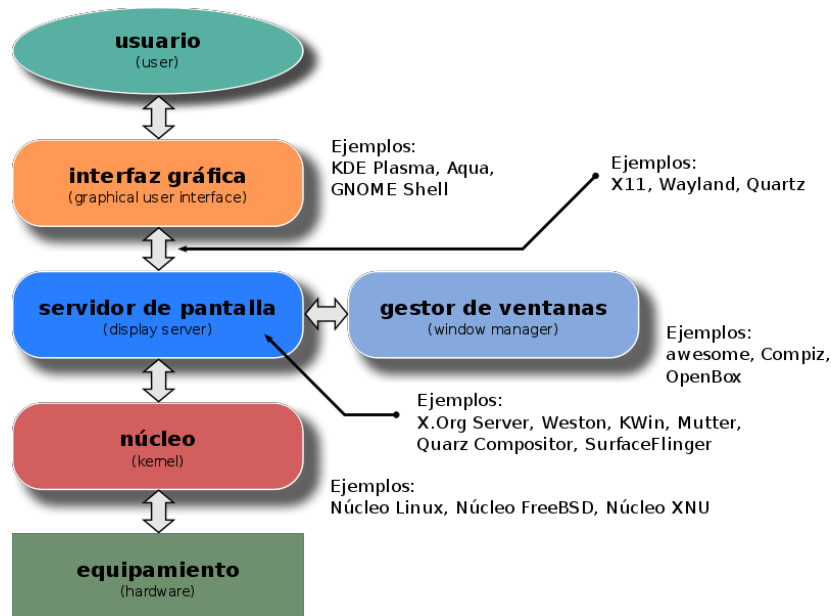 usuario
(user)
interfaz gráfica
(graphical user interface)
Ejemplos:
KDE Plasma, Aqua,
GNOME Shell
Ejemplos:
X11, Wayland, Quartz
servidor de pantalla
(display server)
gestor de ventanas
(window manager)
Ejemplos:
awesome, Compiz,
OpenBox
Ejemplos:
X.Org Server, Weston, KWin, Mutter,
Quarz Compositor, SurfaceFlinger
núcleo
(kernel)
Ejemplos:
Núcleo Linux, Núcleo FreeBSD, Núcleo XNU
equipamiento
(hardware)